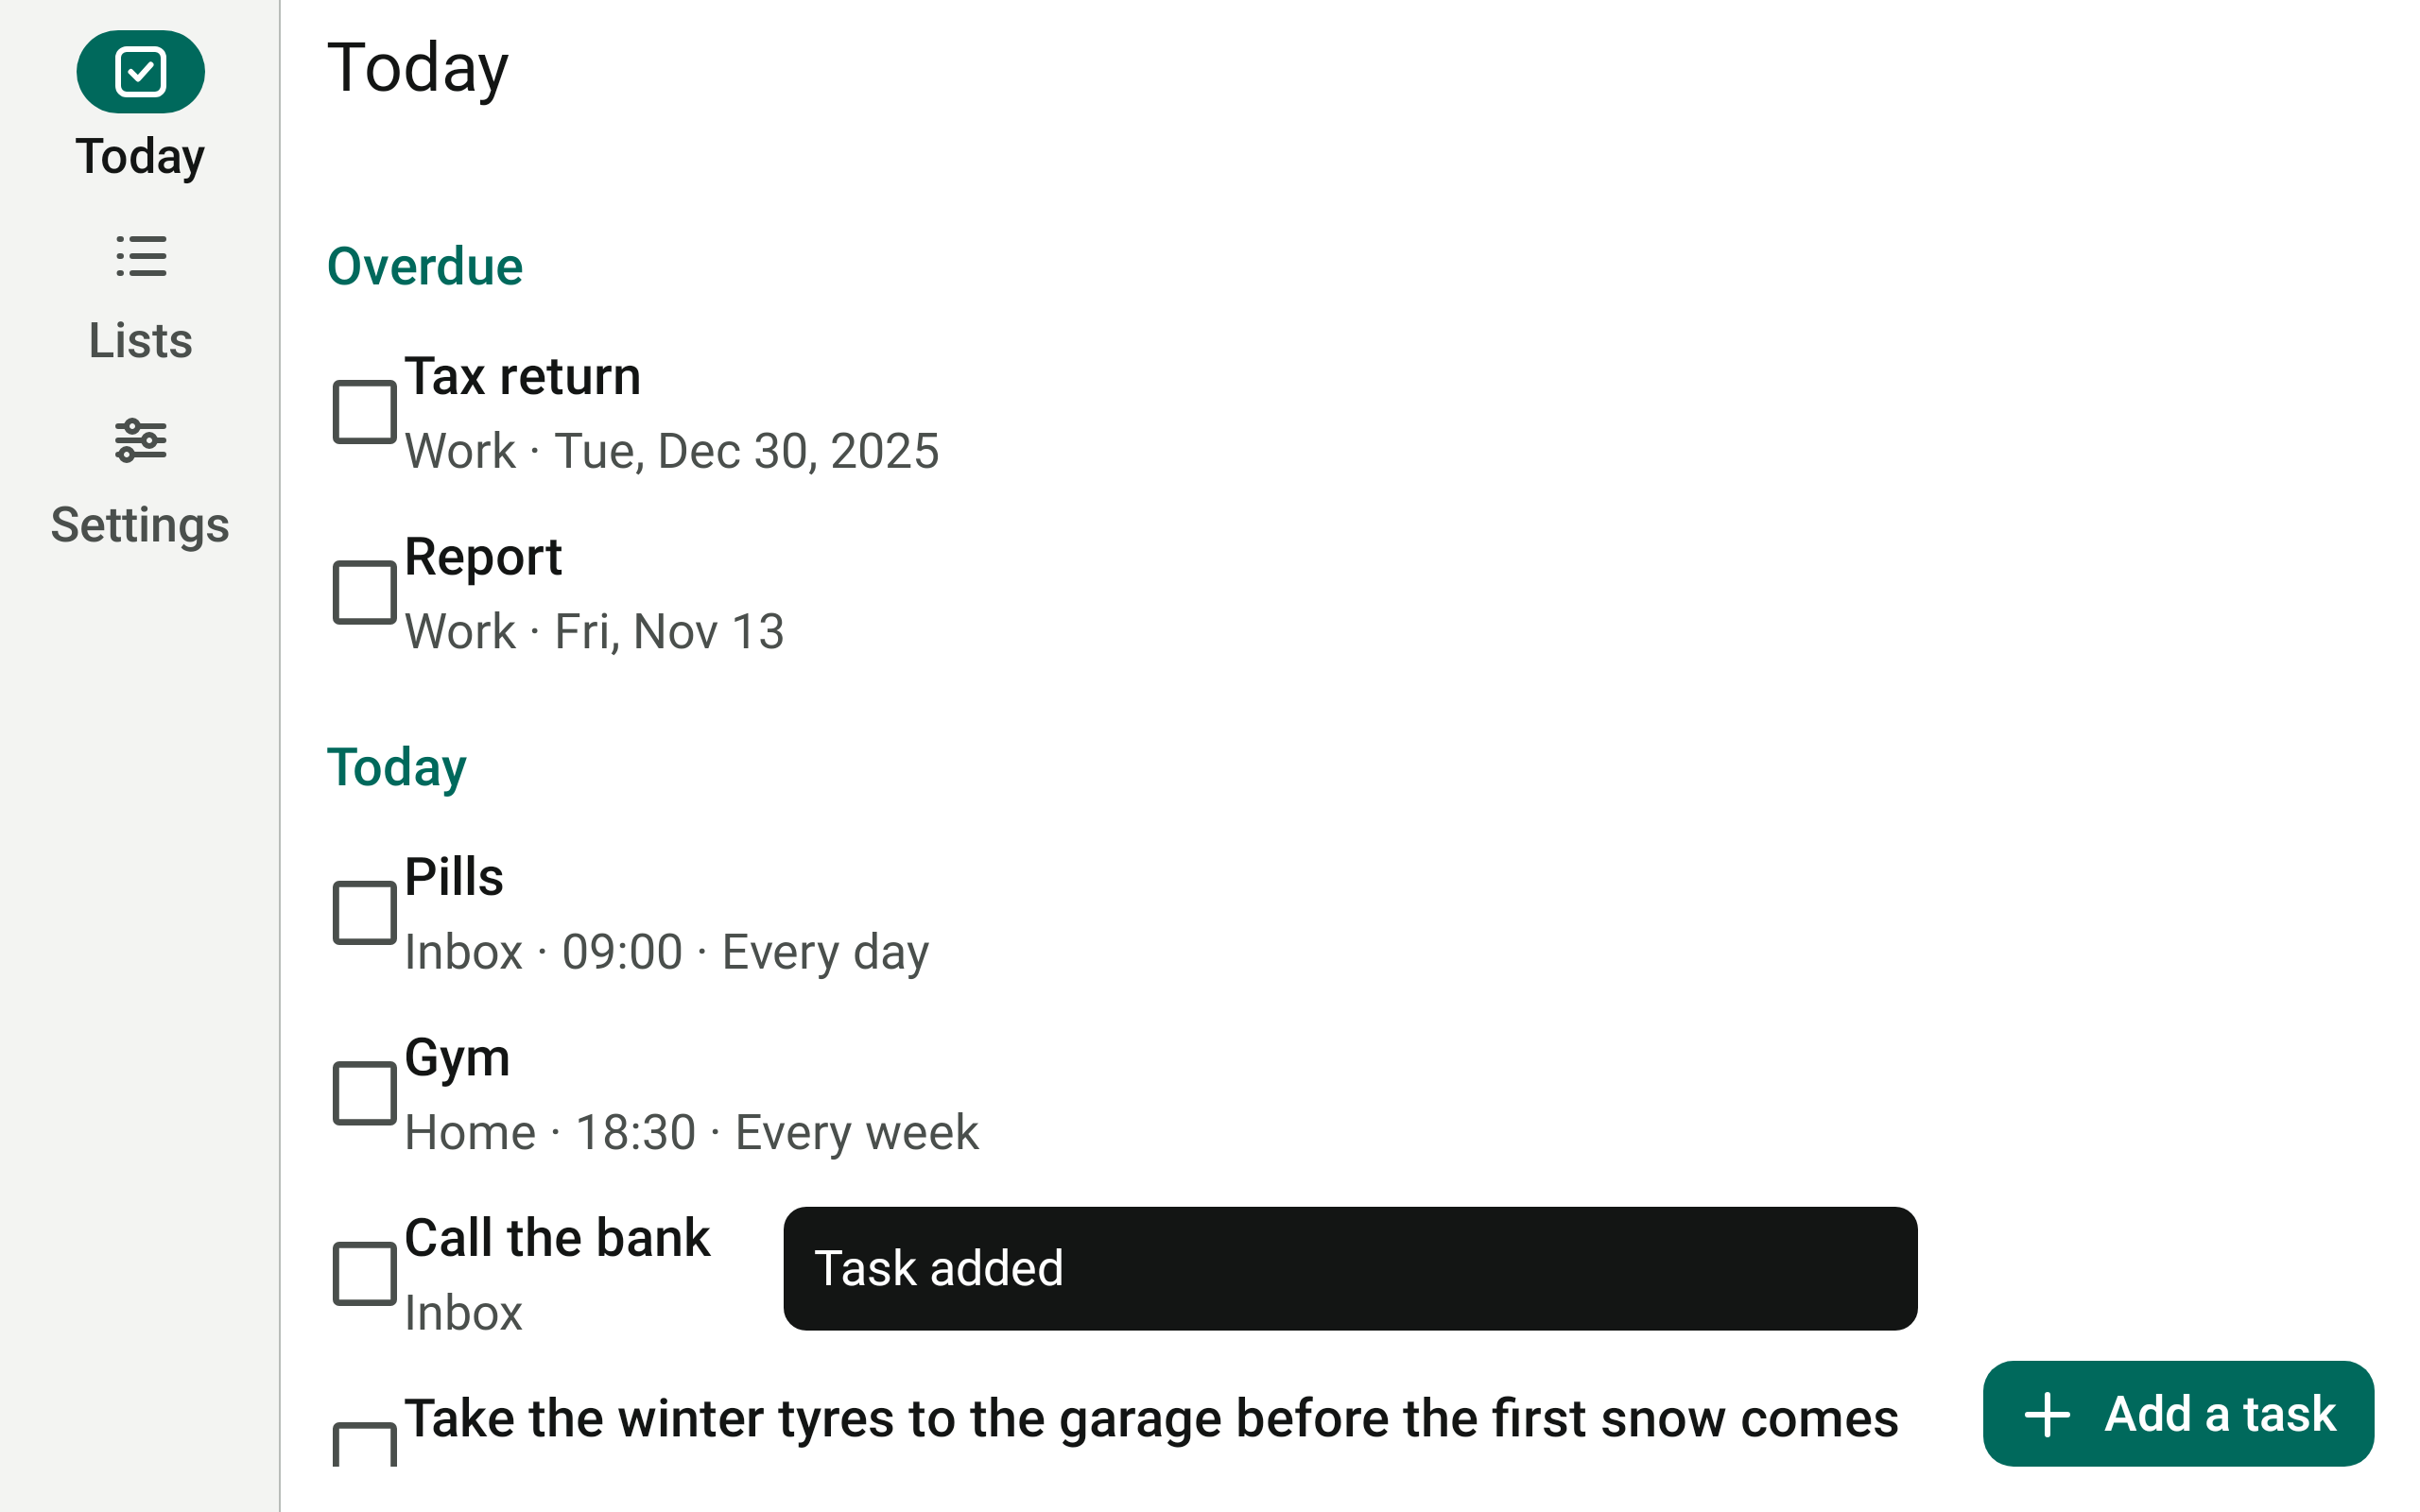 Today
Lists
Settings
Today
Overdue
Tax return
Work · Tue, Dec 30, 2025
Report
Work · Fri, Nov 13
Today
Pills
Inbox · 09:00 · Every day
Gym
Home · 18:30 · Every week
Call the bank
Inbox
Task added
Take the winter tyres to the garage before the first snow comes
Add a task